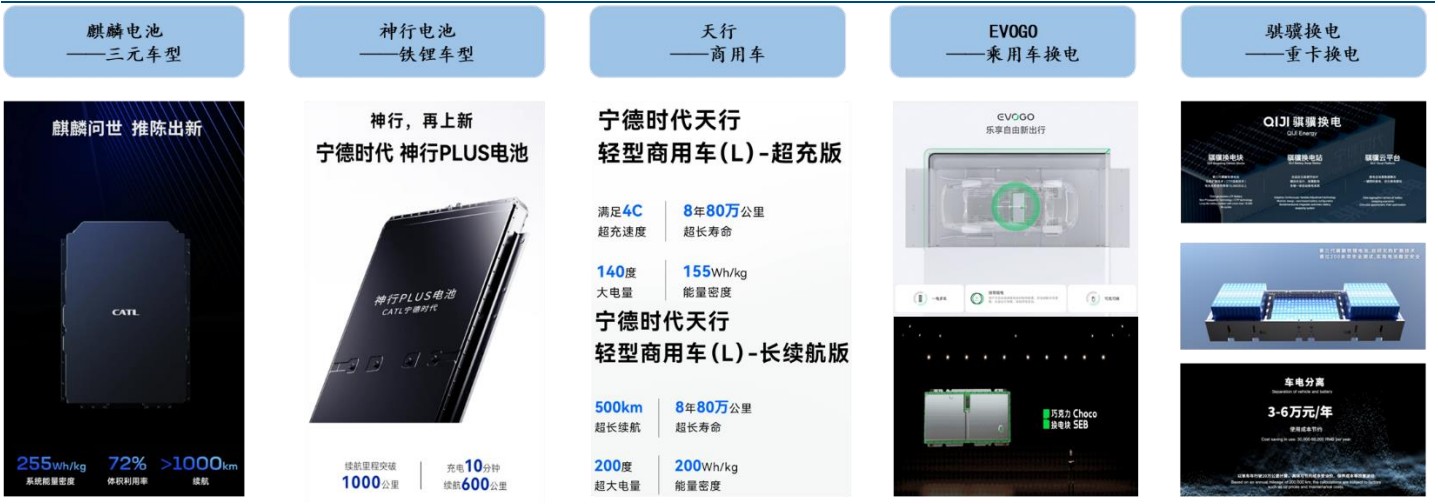 麒麟电池
——三元车型
神行电池
——铁锂车型
天行
——商用车
EVOGO
——乘用车换电
骐骥换电
——重卡换电
麒麟问世 推陈出新
CATL
255Wh/kg
系统能量密度
72%
体积利用率
>1000km
续航
神行，再上新
宁德时代 神行PLUS电池
神行PLUS电池
CATL宁德时代
续航里程突破
1000公里
充电10分钟
续航600公里
宁德时代天行
轻型商用车(L)-超充版
满足4C
超充速度
8年80万公里
超长寿命
140度
大电量
155Wh/kg
能量密度
宁德时代天行
轻型商用车(L)-长续航版
500km
超长续航
8年80万公里
超长寿命
200度
超大电量
200Wh/kg
能量密度
EVOGO
乐享自由新出行
巧克力 Choco
换电块 SEB
QIJI 骐骥换电
QIJI Energy
骐骥换电块
骐骥换电站
骐骥云平台
车电分离
Separation of vehicle and battery
3-6万元/年
使用成本节约